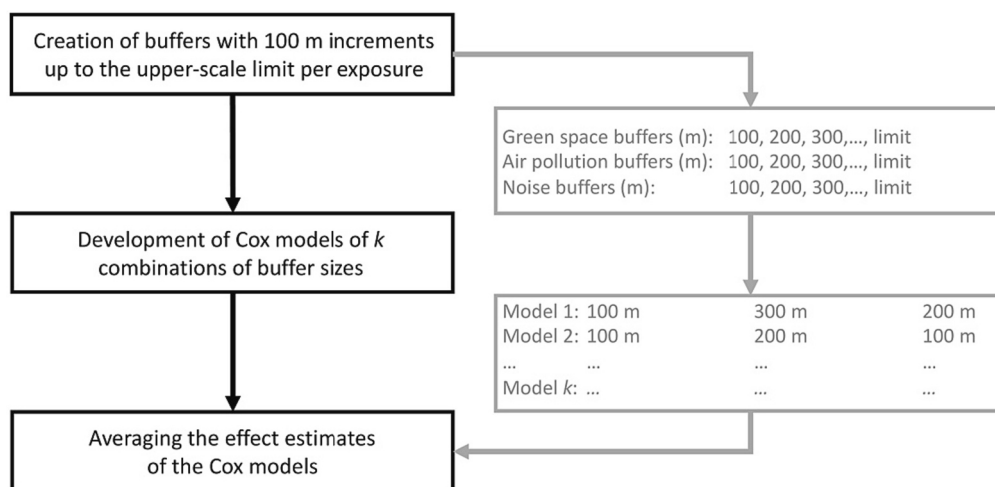 Creation of buffers with 100 m increments
up to the upper-scale limit per exposure
Green space buffers (m): 100, 200, 300,..., limit
Air pollution buffers (m): 100, 200, 300,..., limit
Noise buffers (m): 100, 200, 300,..., limit
Development of Cox models of k
combinations of buffer sizes
Model 1: 100 m 300 m 200 m
Model 2: 100 m 200 m 100 m
... ... ... ...
Model k: ... ... ...
Averaging the effect estimates
of the Cox models